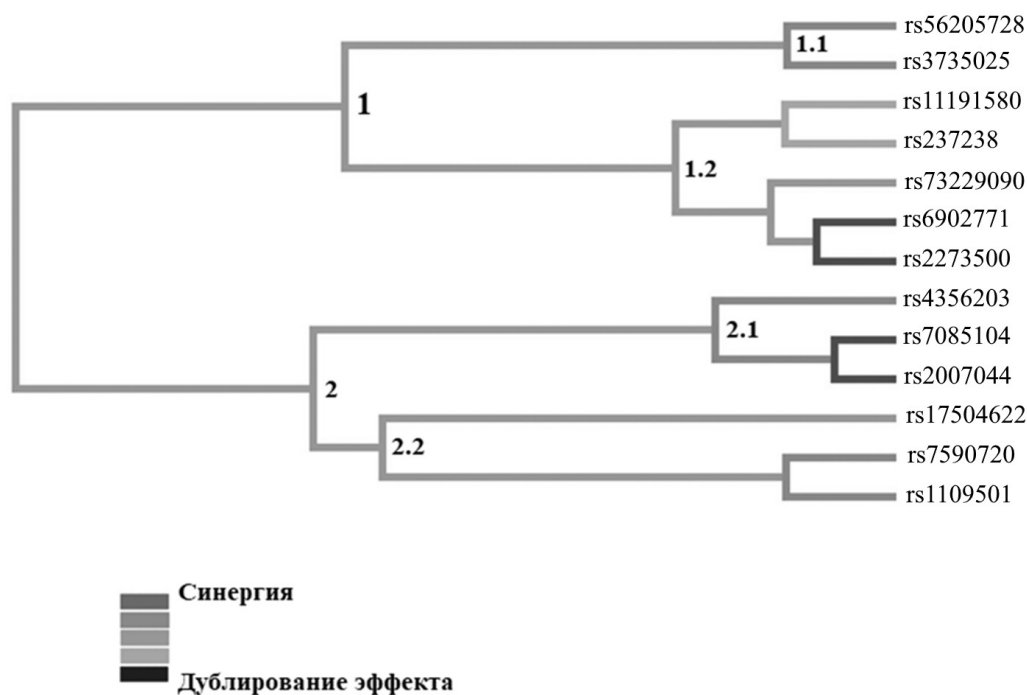 rs56205728
1.1
rs3735025
rs11191580
1
rs237238
1.2
rs73229090
rs6902771
rs2273500
rs4356203
2.1
rs7085104
rs2007044
2
rs17504622
2.2
rs7590720
rs1109501
Синергия
Дублирование эффекта